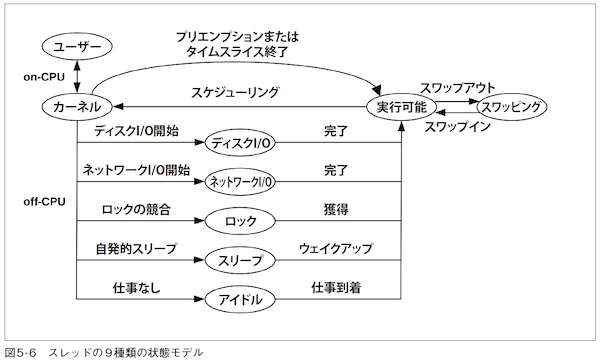 プリエンプションまたは
タイムスライス終了
ユーザー
on-CPU
カーネル
スケジューリング
実行可能
スワップアウト
スワッピング
スワップイン
ディスクI/O開始
ディスクI/O
完了
ネットワークI/O開始
ネットワークI/O
完了
off-CPU
ロックの競合
ロック
獲得
自発的スリープ
スリープ
ウェイクアップ
仕事なし
アイドル
仕事到着
図5-6 スレッドの9種類の状態モデル